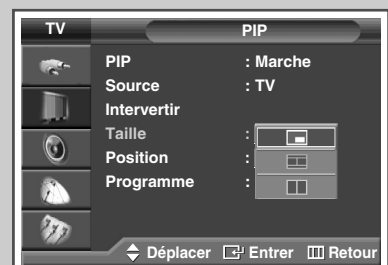 TV PIP
PIP : Marche
Source : TV
Intervertir
Taille :
Position :
Programme :
Déplacer Entrer Retour